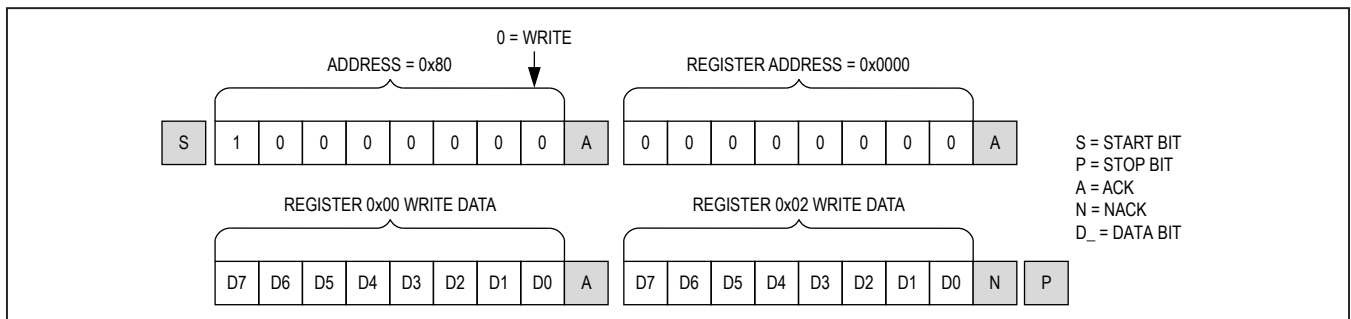 0 = WRITE
ADDRESS = 0x80
REGISTER ADDRESS = 0x0000
S 1 0 0 0 0 0 0 0 A 0 0 0 0 0 0 0 0 A
S = START BIT
P = STOP BIT
A = ACK
N = NACK
D_ = DATA BIT
REGISTER 0x00 WRITE DATA
REGISTER 0x02 WRITE DATA
D7 D6 D5 D4 D3 D2 D1 D0 A D7 D6 D5 D4 D3 D2 D1 D0 N P